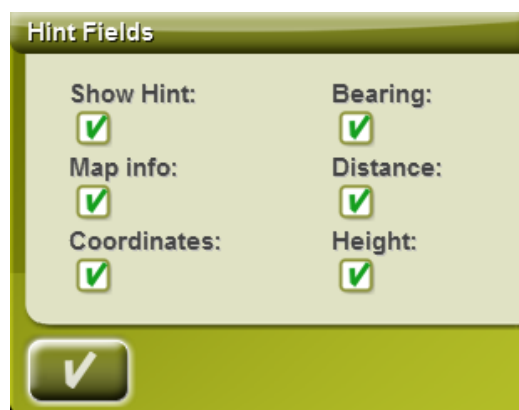 Hint Fields
Show Hint: Bearing:
Map info: Distance:
Coordinates: Height: